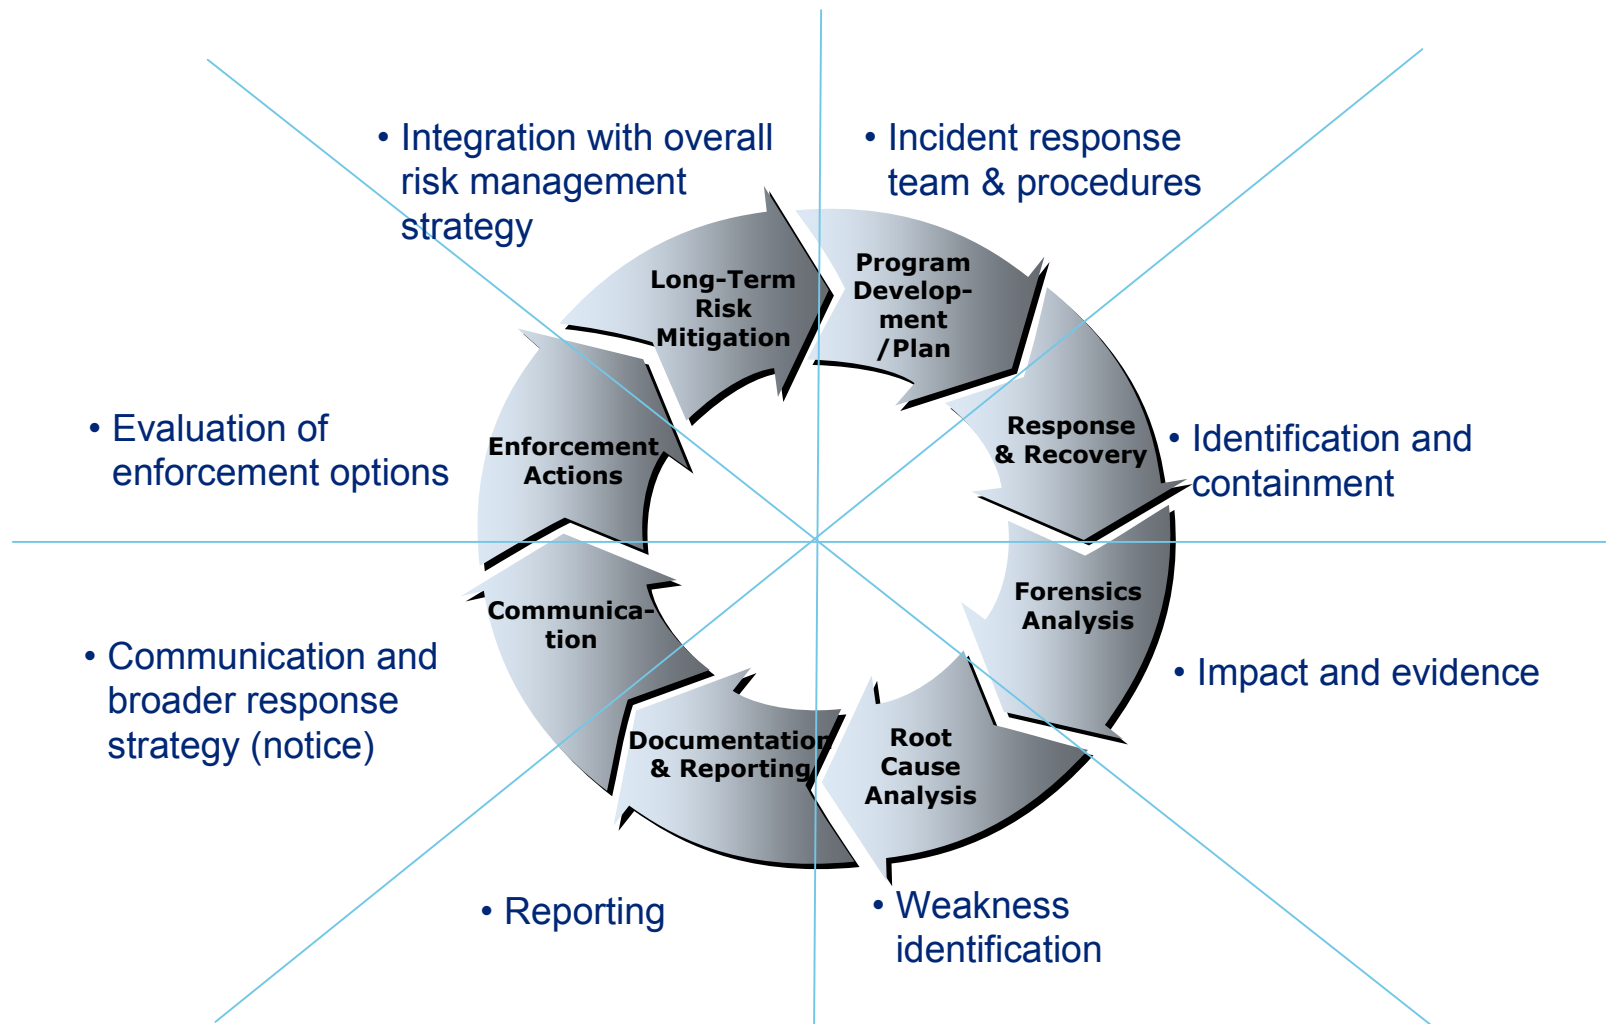 • Integration with overall
risk management
strategy
• Incident response
team & procedures
Long-Term
Risk
Mitigation
Program
Develop-
ment
/Plan
Response
& Recovery
• Identification and
containment
Forensics
Analysis
• Impact and evidence
Root
Cause
Analysis
• Weakness
identification
Documentation
& Reporting
• Reporting
Communica-
tion
• Communication and
broader response
strategy (notice)
Enforcement
Actions
• Evaluation of
enforcement options